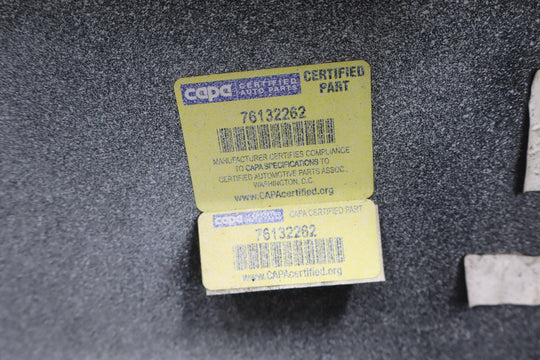 capa CERTIFIED AUTO PARTS CERTIFIED PART
76132262
MANUFACTURER CERTIFIES COMPLIANCE
TO CAPA SPECIFICATIONS TO
CERTIFIED AUTOMOTIVE PARTS ASSOC.,
WASHINGTON, D.C.
www.CAPAcertified.org
capa CERTIFIED AUTO PARTS CAPA CERTIFIED PART
76132262
www.CAPAcertified.org